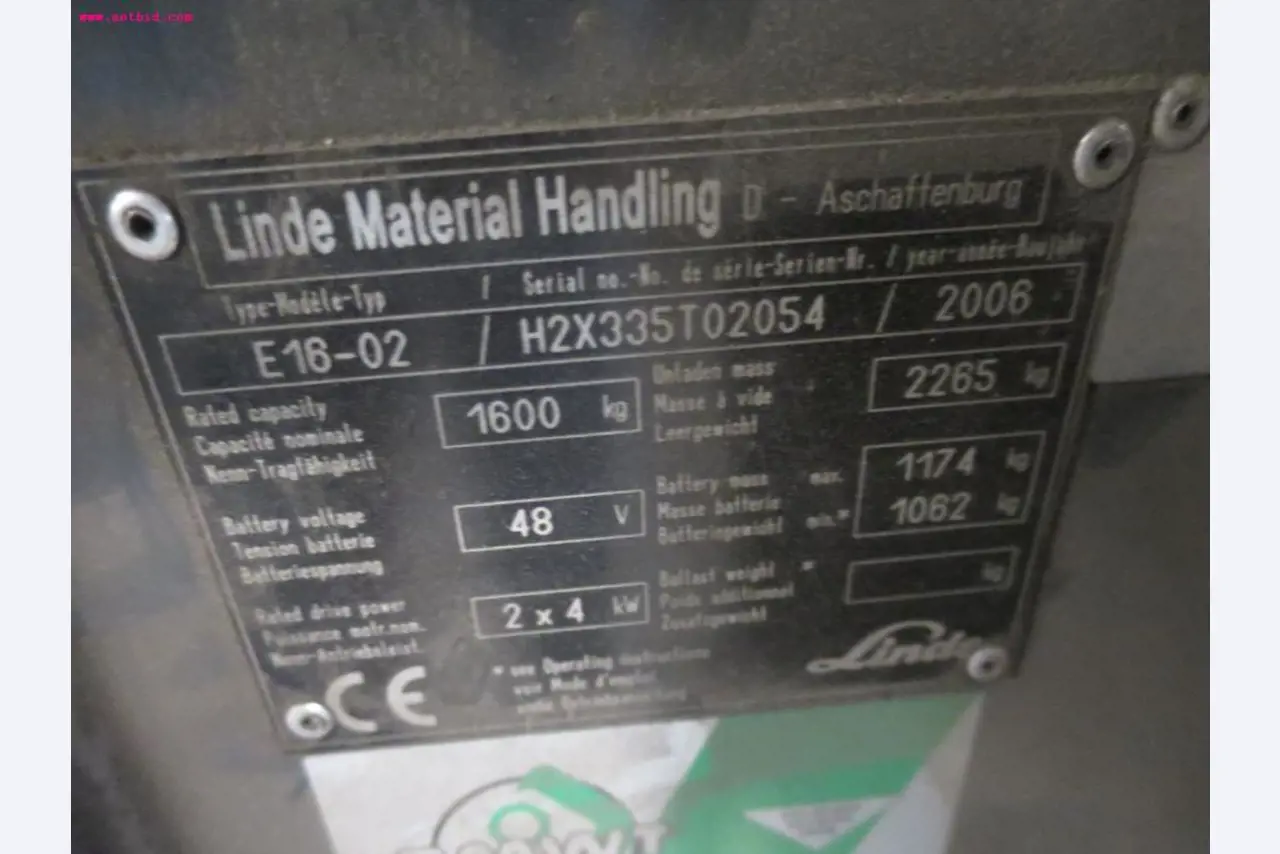 www.netbid.com
Linde Material Handling D - Aschaffenburg
Type-Modèle-Typ / Serial no.-No. de série-Serien-Nr. / year-année-Baujahr
E16-02 / H2X335T02054 / 2006
Rated capacity
Capacité nominale
Nenn-Tragfähigkeit
1600 kg
Unladen mass
Masse à vide
Leergewicht
2265 kg
Battery voltage
Tension batterie
Batteriespannung
48 V
Battery mass max.
Masse batterie
Batteriegewicht min.*
1174 kg
1062 kg
Rated drive power
Puissance motr.nom.
Nenn-Antriebsleist.
2 x 4 kW
Ballast weight *
Poids additionnel
Zusatzgewicht
kg
CE
* see Operating instructions
voir Mode d'emploi
siehe Betriebsanleitung
Linde